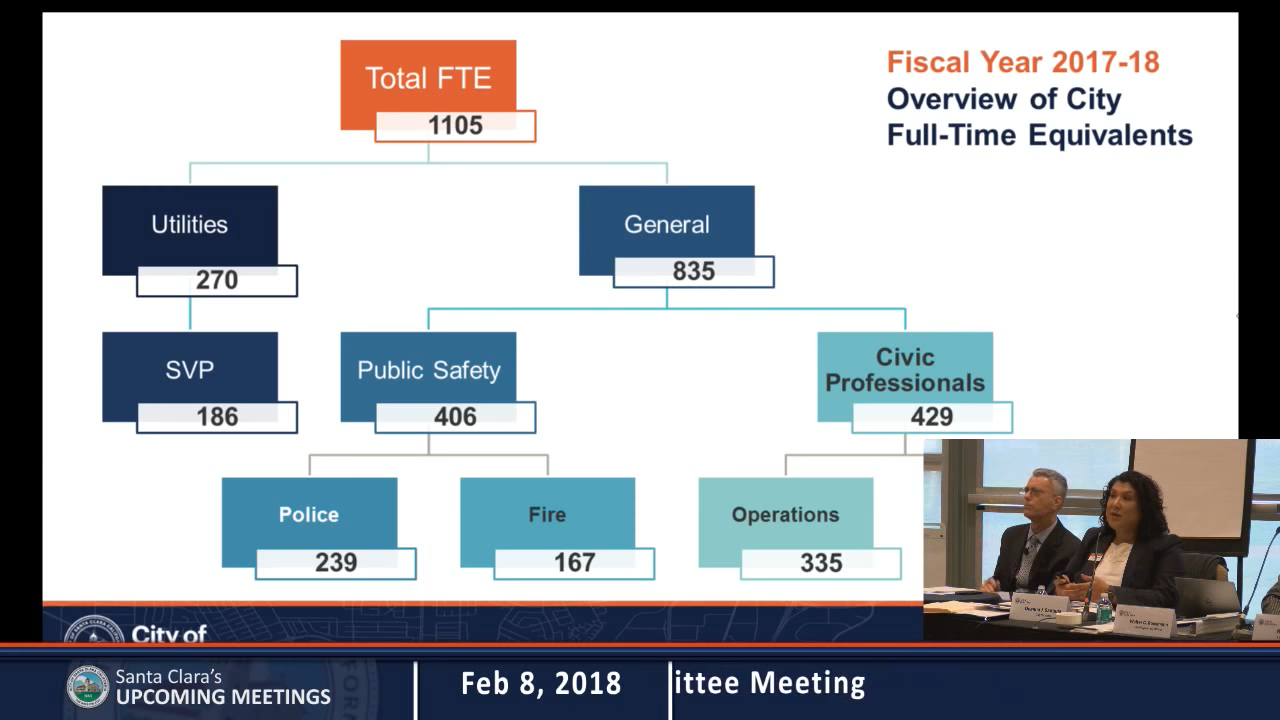 Total FTE
1105
Fiscal Year 2017-18
Overview of City
Full-Time Equivalents
Utilities
270
General
835
SVP
186
Public Safety
406
Civic
Professionals
429
Police
239
Fire
167
Operations
335
City of
Santa Clara's
UPCOMING MEETINGS
Feb 8, 2018
ittee Meeting